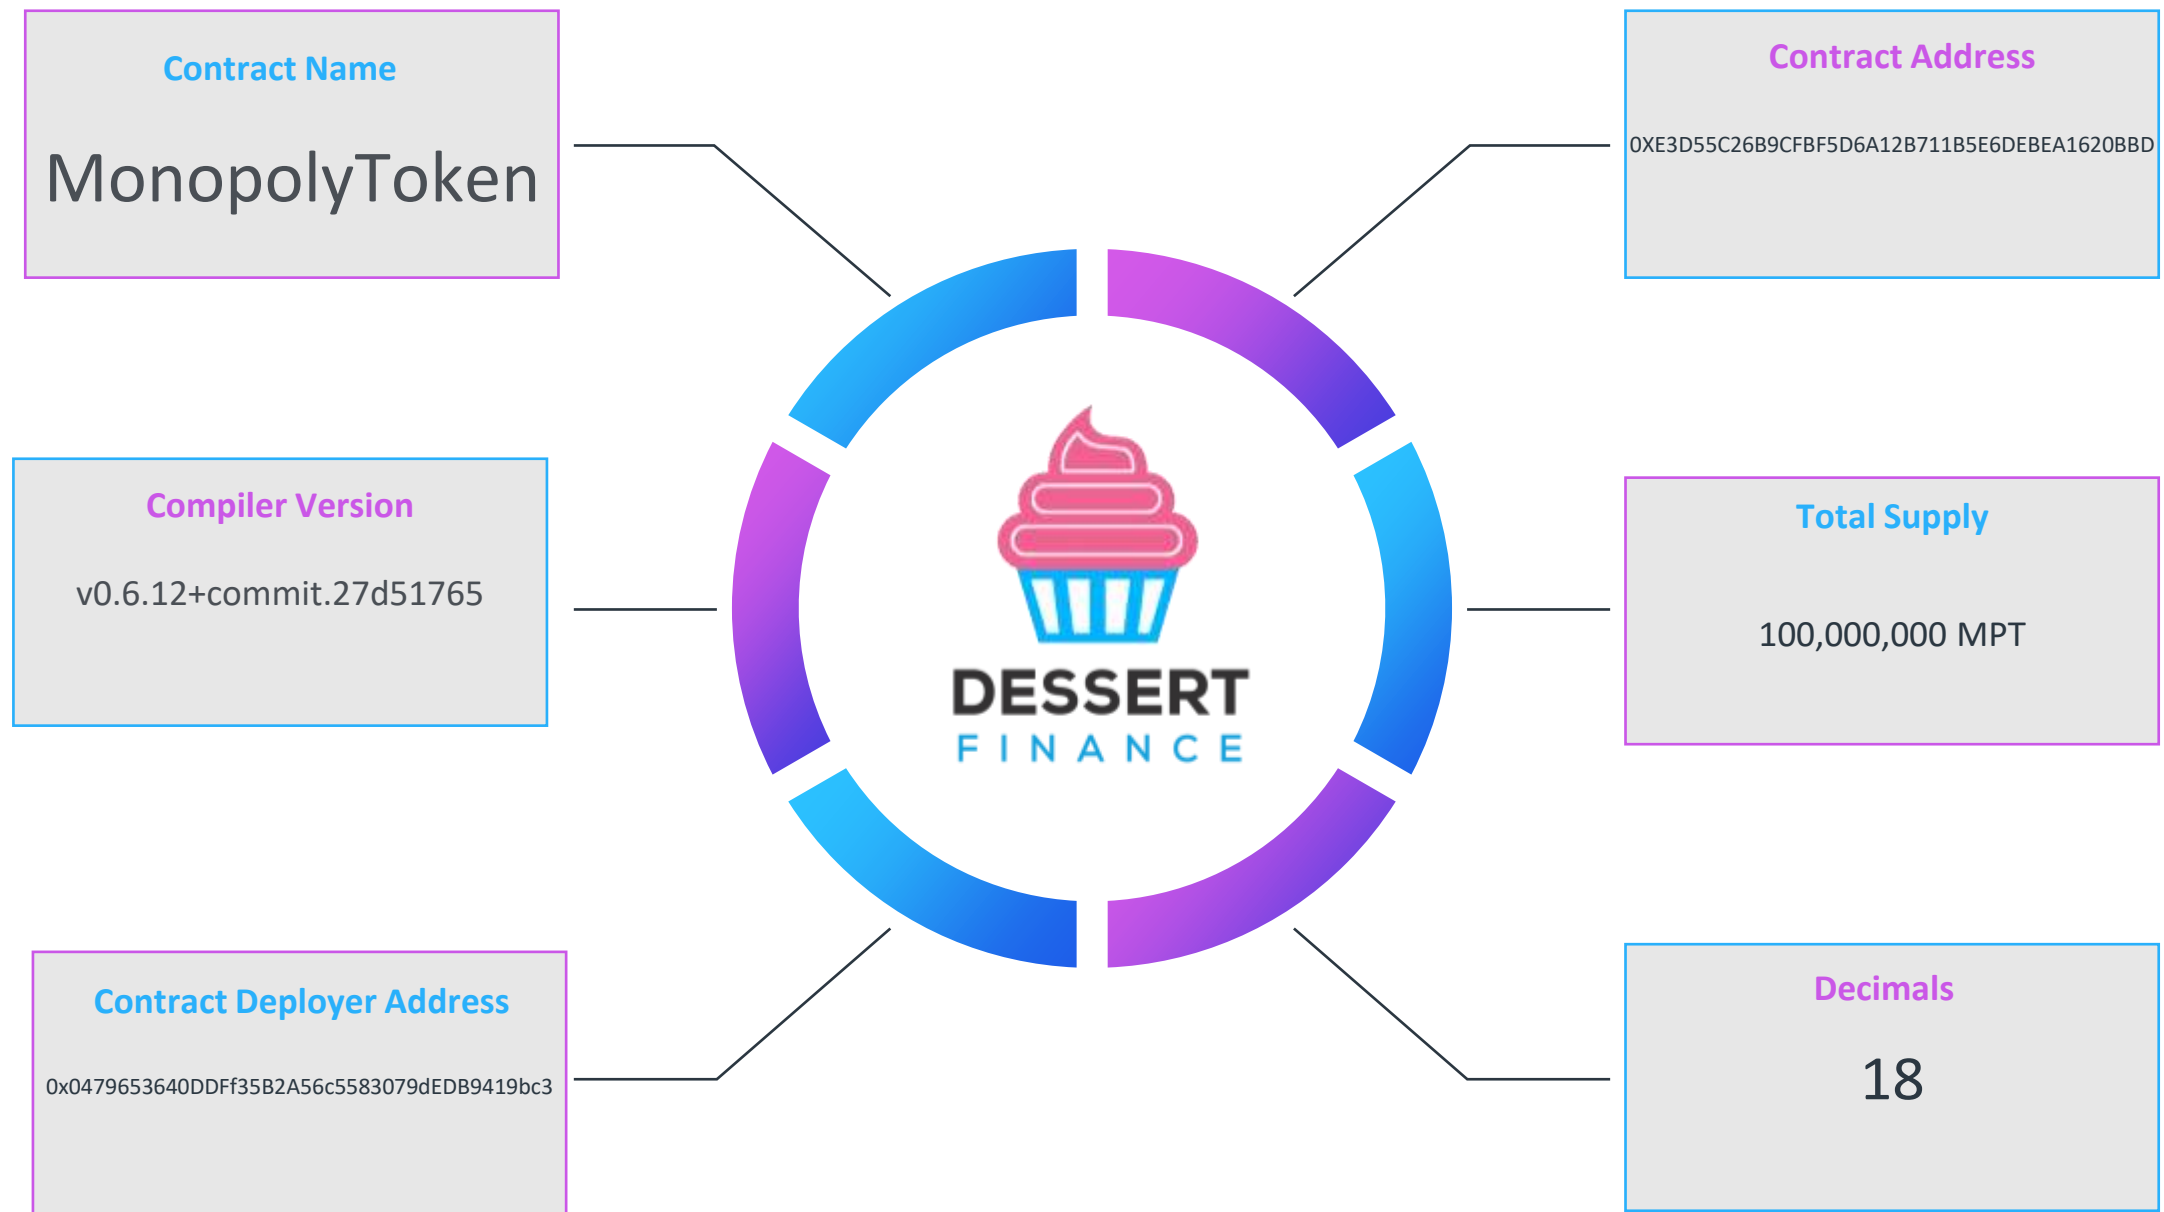 Contract Name
MonopolyToken
Contract Address
0XE3D55C26B9CFBF5D6A12B711B5E6DEBEA1620BBD
Compiler Version
v0.6.12+commit.27d51765
Total Supply
100,000,000 MPT
DESSERT
FINANCE
Contract Deployer Address
0x0479653640DDFf35B2A56c5583079dEDB9419bc3
Decimals
18